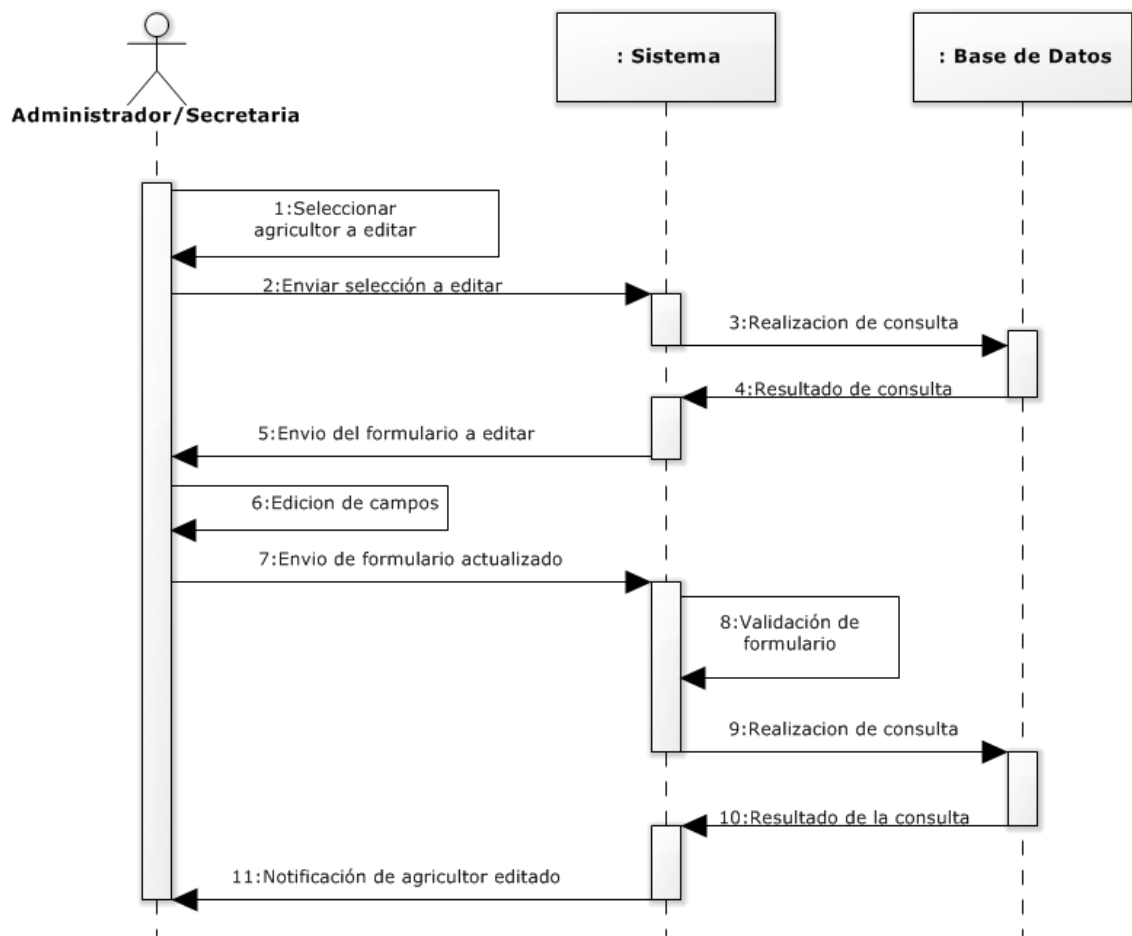 Administrador/Secretaria
: Sistema
: Base de Datos
1:Seleccionar
agricultor a editar
2:Enviar selección a editar
3:Realizacion de consulta
4:Resultado de consulta
5:Envio del formulario a editar
6:Edicion de campos
7:Envio de formulario actualizado
8:Validación de
formulario
9:Realizacion de consulta
10:Resultado de la consulta
11:Notificación de agricultor editado